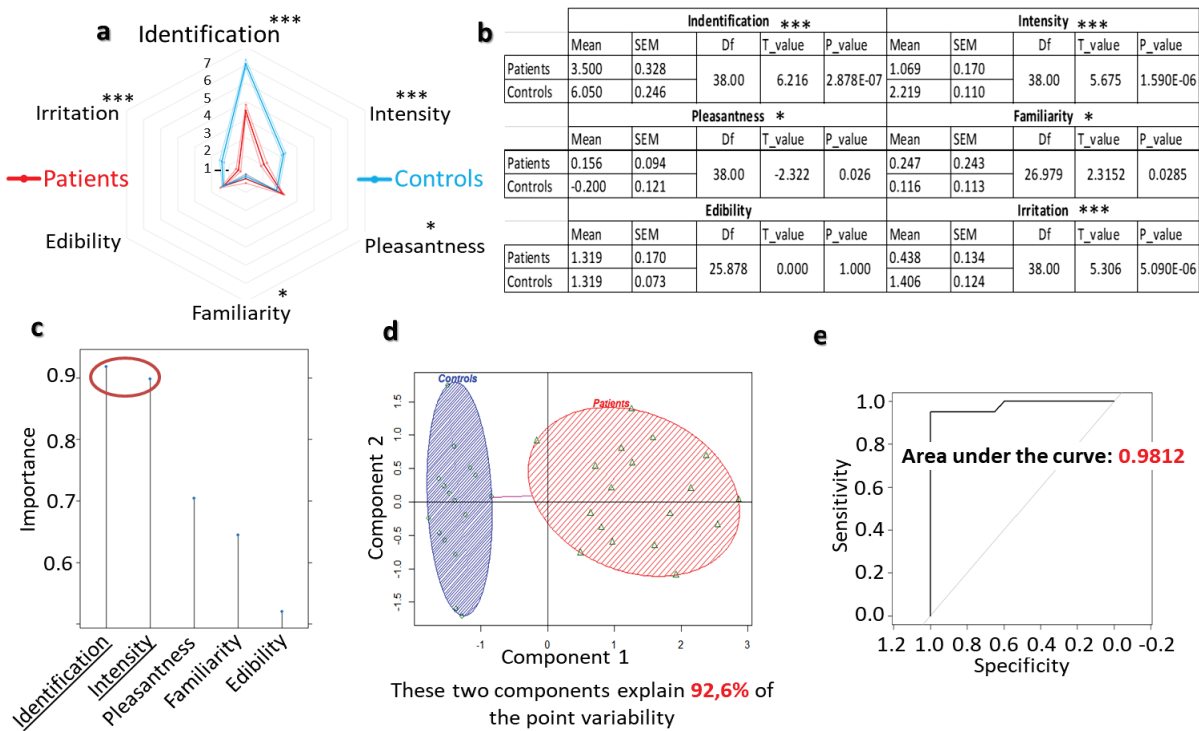 a
Identification ***
7
6
5
4
3
2
1
Irritation ***
*** Intensity
Patients
Controls
Edibility
* Pleasantness
Familiarity *
b
Indentification *** Intensity ***
Mean SEM Df T_value P_value Mean SEM Df T_value P_value
Patients 3.500 0.328 38.00 6.216 2.878E-07 1.069 0.170 38.00 5.675 1.590E-06
Controls 6.050 0.246 2.219 0.110
Pleasantness * Familiarity *
Mean SEM Df T_value P_value Mean SEM Df T_value P_value
Patients 0.156 0.094 38.00 -2.322 0.026 0.247 0.243 26.979 2.3152 0.0285
Controls -0.200 0.121 0.116 0.113
Edibility Irritation ***
Mean SEM Df T_value P_value Mean SEM Df T_value P_value
Patients 1.319 0.170 25.878 0.000 1.000 0.438 0.134 38.00 5.306 5.090E-06
Controls 1.319 0.073 1.406 0.124
c
Importance
0.9
0.8
0.7
0.6
Identification
Intensity
Pleasantness
Familiarity
Edibility
d
Controls
Patients
Component 2
1.5
1.0
0.5
0.0
-0.5
-1.0
-1.5
-1 0 1 2 3
Component 1
These two components explain 92,6% of
the point variability
e
Sensitivity
1.0
0.8
0.6
0.4
0.2
0.0
Area under the curve: 0.9812
1.2 1.0 0.8 0.6 0.4 0.2 0.0 -0.2
Specificity